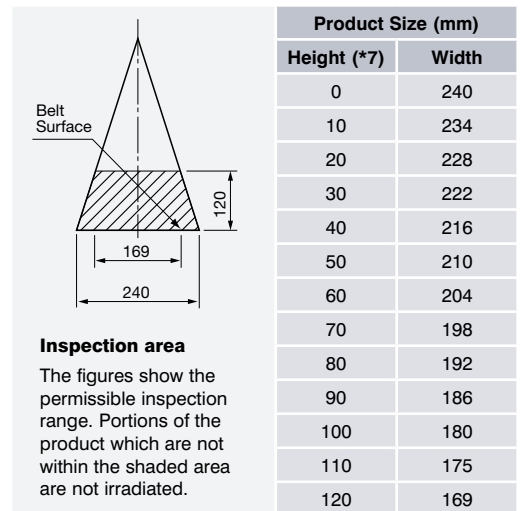 Belt
Surface
120
169
240
Inspection area
The figures show the
permissible inspection
range. Portions of the
product which are not
within the shaded area
are not irradiated.
Product Size (mm)
Height (*7) Width
0 240
10 234
20 228
30 222
40 216
50 210
60 204
70 198
80 192
90 186
100 180
110 175
120 169